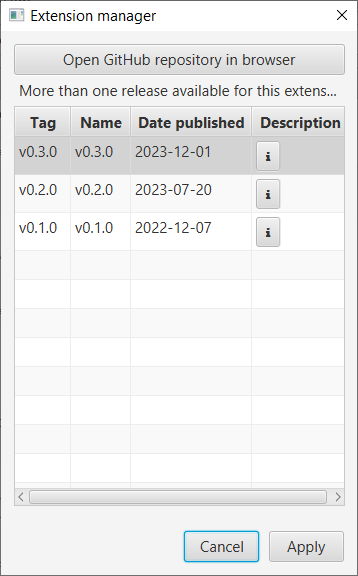 Extension manager
Open GitHub repository in browser
More than one release available for this extens...
Tag Name Date published Description
v0.3.0 v0.3.0 2023-12-01 i
v0.2.0 v0.2.0 2023-07-20 i
v0.1.0 v0.1.0 2022-12-07 i
Cancel Apply